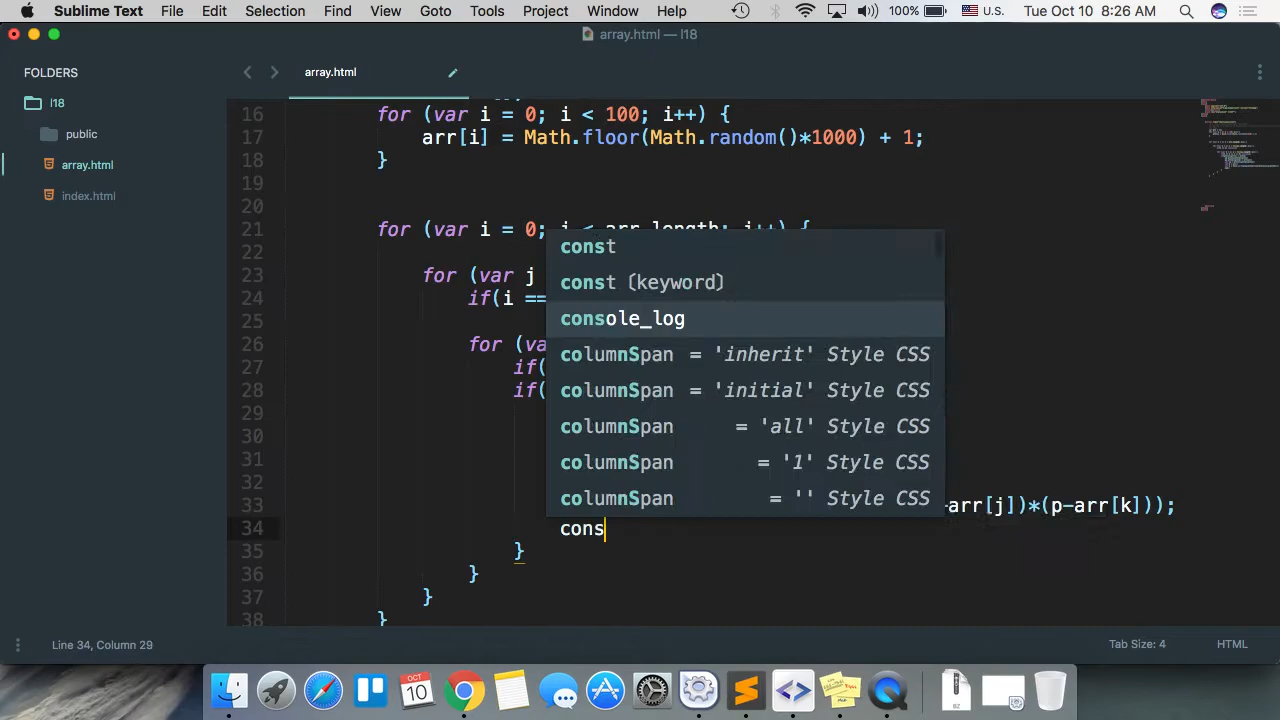 Sublime Text File Edit Selection Find View Goto Tools Project Window Help 100% U.S. Tue Oct 10 8:26 AM
array.html — l18
FOLDERS
l18
public
array.html
index.html
array.html
16 for (var i = 0; i < 100; i++) {
17 arr[i] = Math.floor(Math.random()*1000) + 1;
18 }
19
20
21 for (var i = 0; i < arr.length; i++) {
22
23 for (var j
24 if(i ==
25
26 for (va
27 if(
28 if(
29
30
31
32
33 -arr[j])*(p-arr[k]));
34 cons
35 }
36 }
37 }
38 }
const
const (keyword)
console_log
columnSpan = 'inherit' Style CSS
columnSpan = 'initial' Style CSS
columnSpan = 'all' Style CSS
columnSpan = '1' Style CSS
columnSpan = '' Style CSS
Line 34, Column 29
Tab Size: 4
HTML
OCT
10